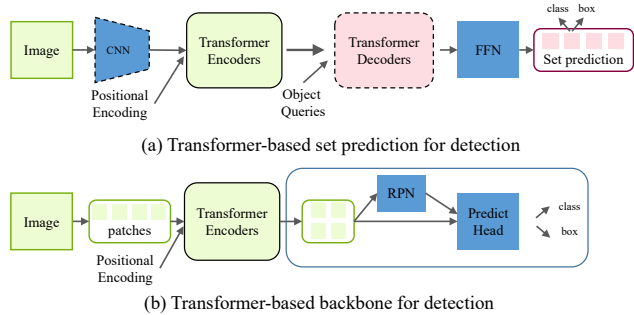 class box
Image
CNN
Transformer
Encoders
Transformer
Decoders
FFN
Set prediction
Positional
Encoding
Object
Queries
(a) Transformer-based set prediction for detection
Image
patches
Transformer
Encoders
RPN
Predict
Head
class
box
Positional
Encoding
(b) Transformer-based backbone for detection